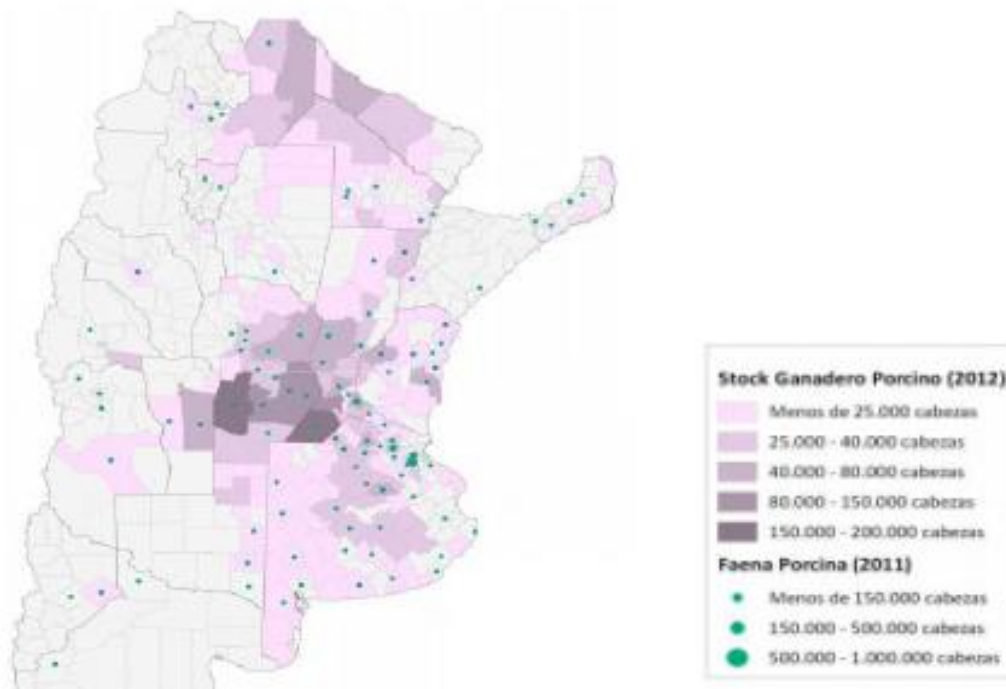 Stock Ganadero Porcino (2012)
Menos de 25.000 cabezas
25.000 - 40.000 cabezas
40.000 - 80.000 cabezas
80.000 - 150.000 cabezas
150.000 - 200.000 cabezas
Faena Porcina (2011)
Menos de 150.000 cabezas
150.000 - 500.000 cabezas
500.000 - 1.000.000 cabezas